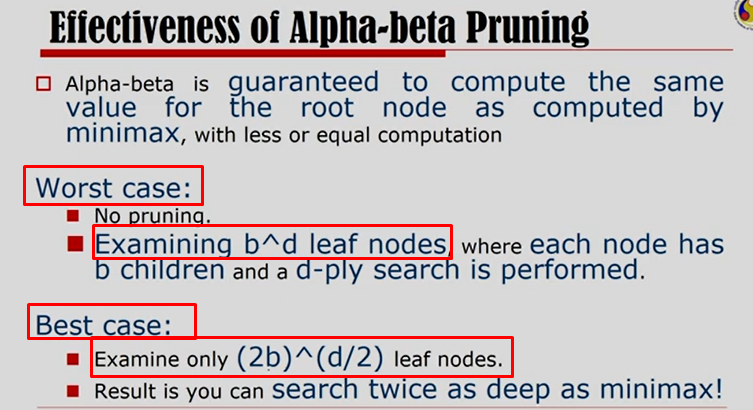 Effectiveness of Alpha-beta Pruning
Alpha-beta is guaranteed to compute the same
value for the root node as computed by
minimax, with less or equal computation
Worst case:
No pruning.
Examining b^d leaf nodes, where each node has
b children and a d-ply search is performed.
Best case:
Examine only (2b)^(d/2) leaf nodes.
Result is you can search twice as deep as minimax!